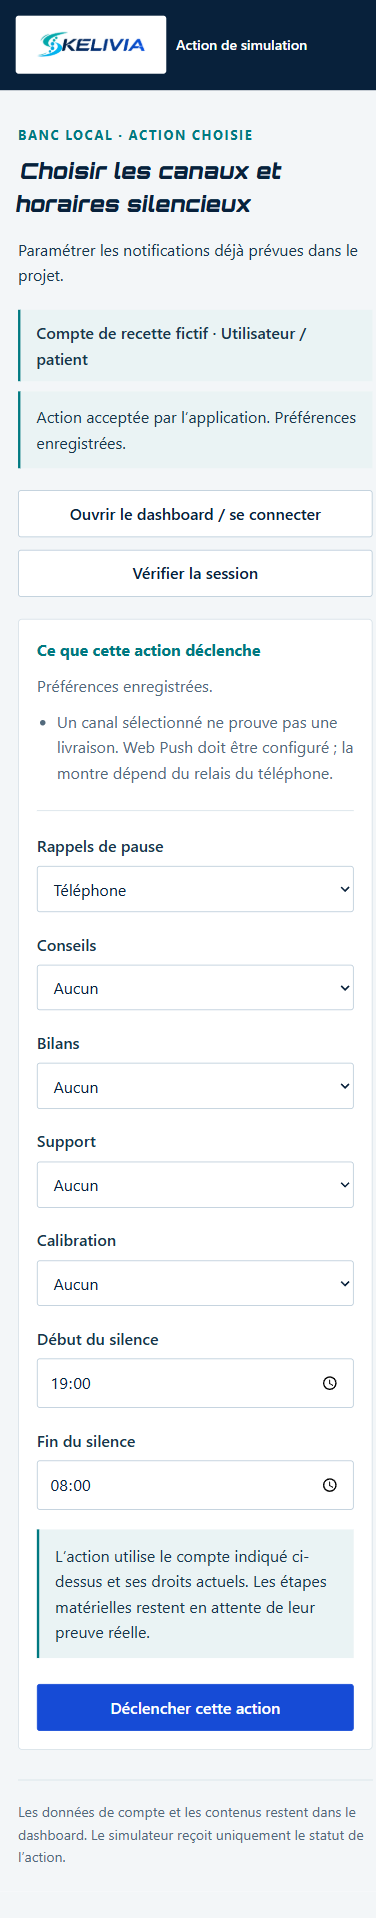 SKELIVIA
Action de simulation
BANC LOCAL · ACTION CHOISIE
Choisir les canaux et
horaires silencieux
Paramétrer les notifications déjà prévues dans le
projet.
Compte de recette fictif · Utilisateur /
patient
Action acceptée par l’application. Préférences
enregistrées.
Ouvrir le dashboard / se connecter
Vérifier la session
Ce que cette action déclenche
Préférences enregistrées.
• Un canal sélectionné ne prouve pas une
livraison. Web Push doit être configuré ; la
montre dépend du relais du téléphone.
Rappels de pause
Téléphone
Conseils
Aucun
Bilans
Aucun
Support
Aucun
Calibration
Aucun
Début du silence
19:00
Fin du silence
08:00
L’action utilise le compte indiqué ci-
dessus et ses droits actuels. Les étapes
matérielles restent en attente de leur
preuve réelle.
Déclencher cette action
Les données de compte et les contenus restent dans le
dashboard. Le simulateur reçoit uniquement le statut de
l’action.